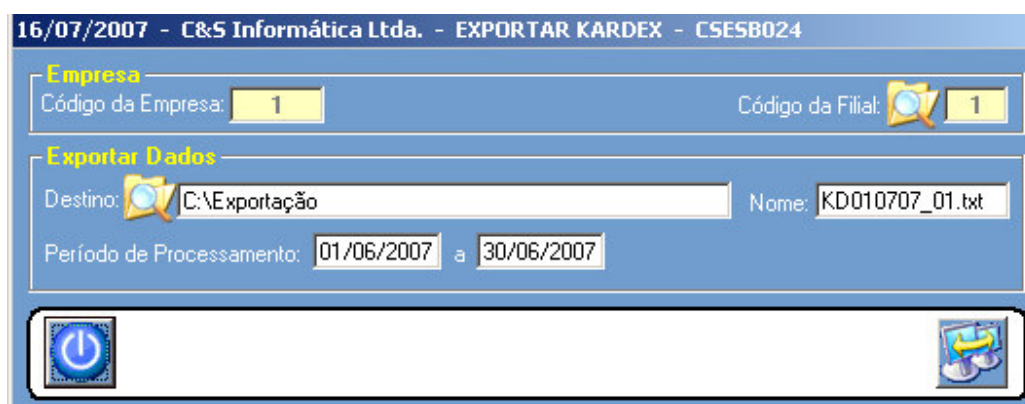 16/07/2007 - C&S Informática Ltda. - EXPORTAR KARDEX - CSESB024
Empresa
Código da Empresa: 1 Código da Filial: 1
Exportar Dados
Destino: C:\Exportação Nome: KD010707_01.txt
Período de Processamento: 01/06/2007 a 30/06/2007